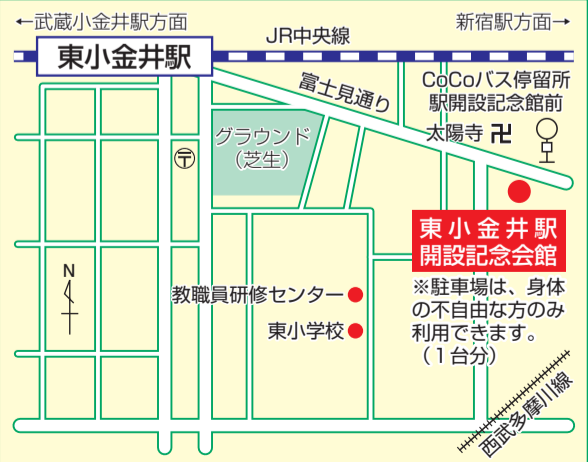 ←武蔵小金井駅方面
新宿駅方面→
JR中央線
東小金井駅
富士見通り
CoCoバス停留所
駅開設記念館前
太陽寺 卍
グラウンド
（芝生）
〒
東小金井駅
開設記念会館
※駐車場は、身体
の不自由な方のみ
利用できます。
（１台分）
N
教職員研修センター
東小学校
西武多摩川線